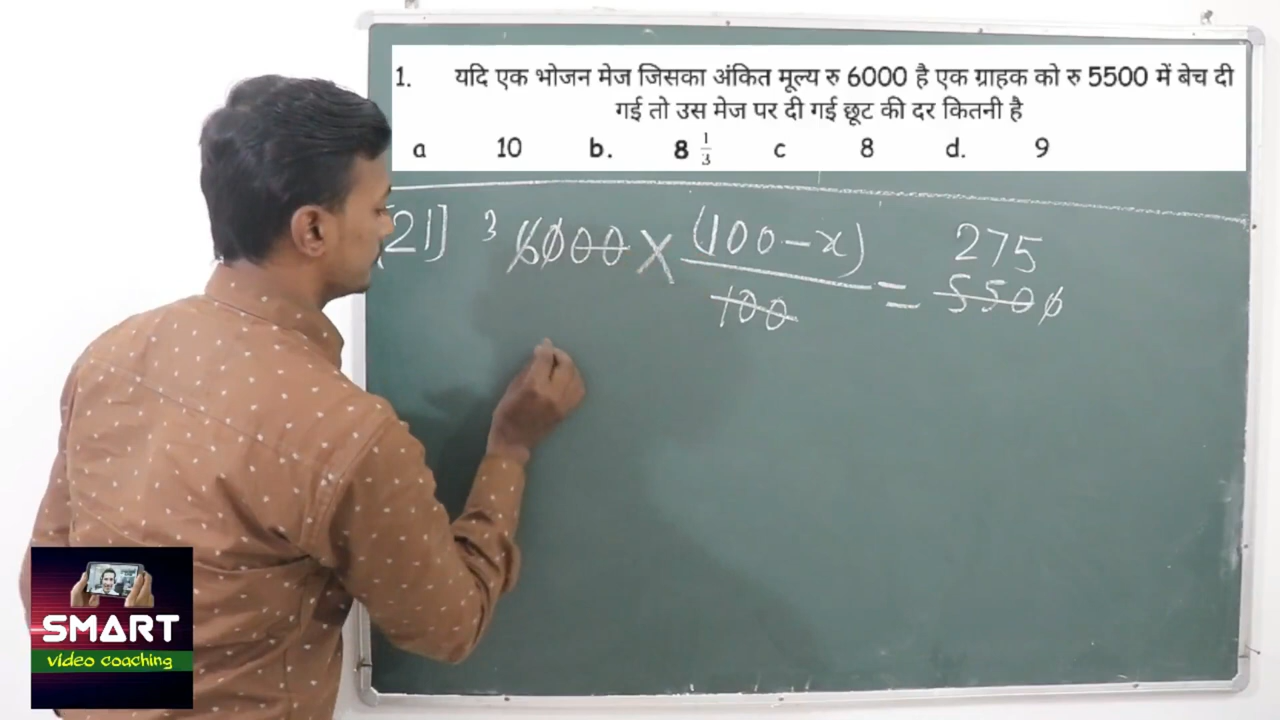 1. यदि एक भोजन मेज जिसका अंकित मूल्य रु 6000 है एक ग्राहक को रु 5500 में बेच दी
गई तो उस मेज पर दी गई छूट की दर कितनी है
a 10 b. 8 1/3 c 8 d. 9
[21] 3 6000 × (100-x)/100 = 5500 275
SMART
video coaching